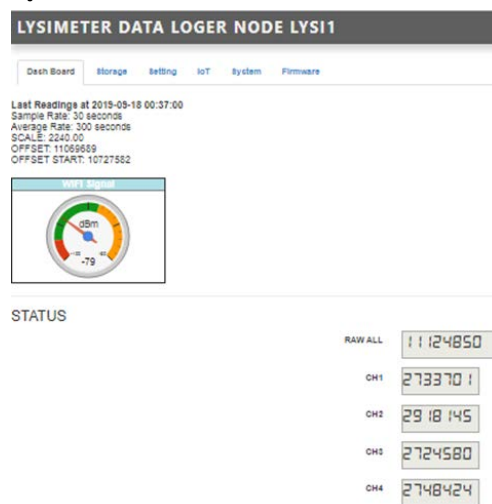 LYSIMETER DATA LOGER NODE LYSI1
Dash Board Storage Setting IoT System Firmware
Last Readings at 2019-09-18 00:37:00
Sample Rate: 30 seconds
Average Rate: 300 seconds
SCALE: 2240.00
OFFSET: 11069689
OFFSET START: 10727582
WIFI Signal
dBm
-79
STATUS
RAW ALL 11124850
CH1 2733701
CH2 2918145
CH3 2724580
CH4 2748424